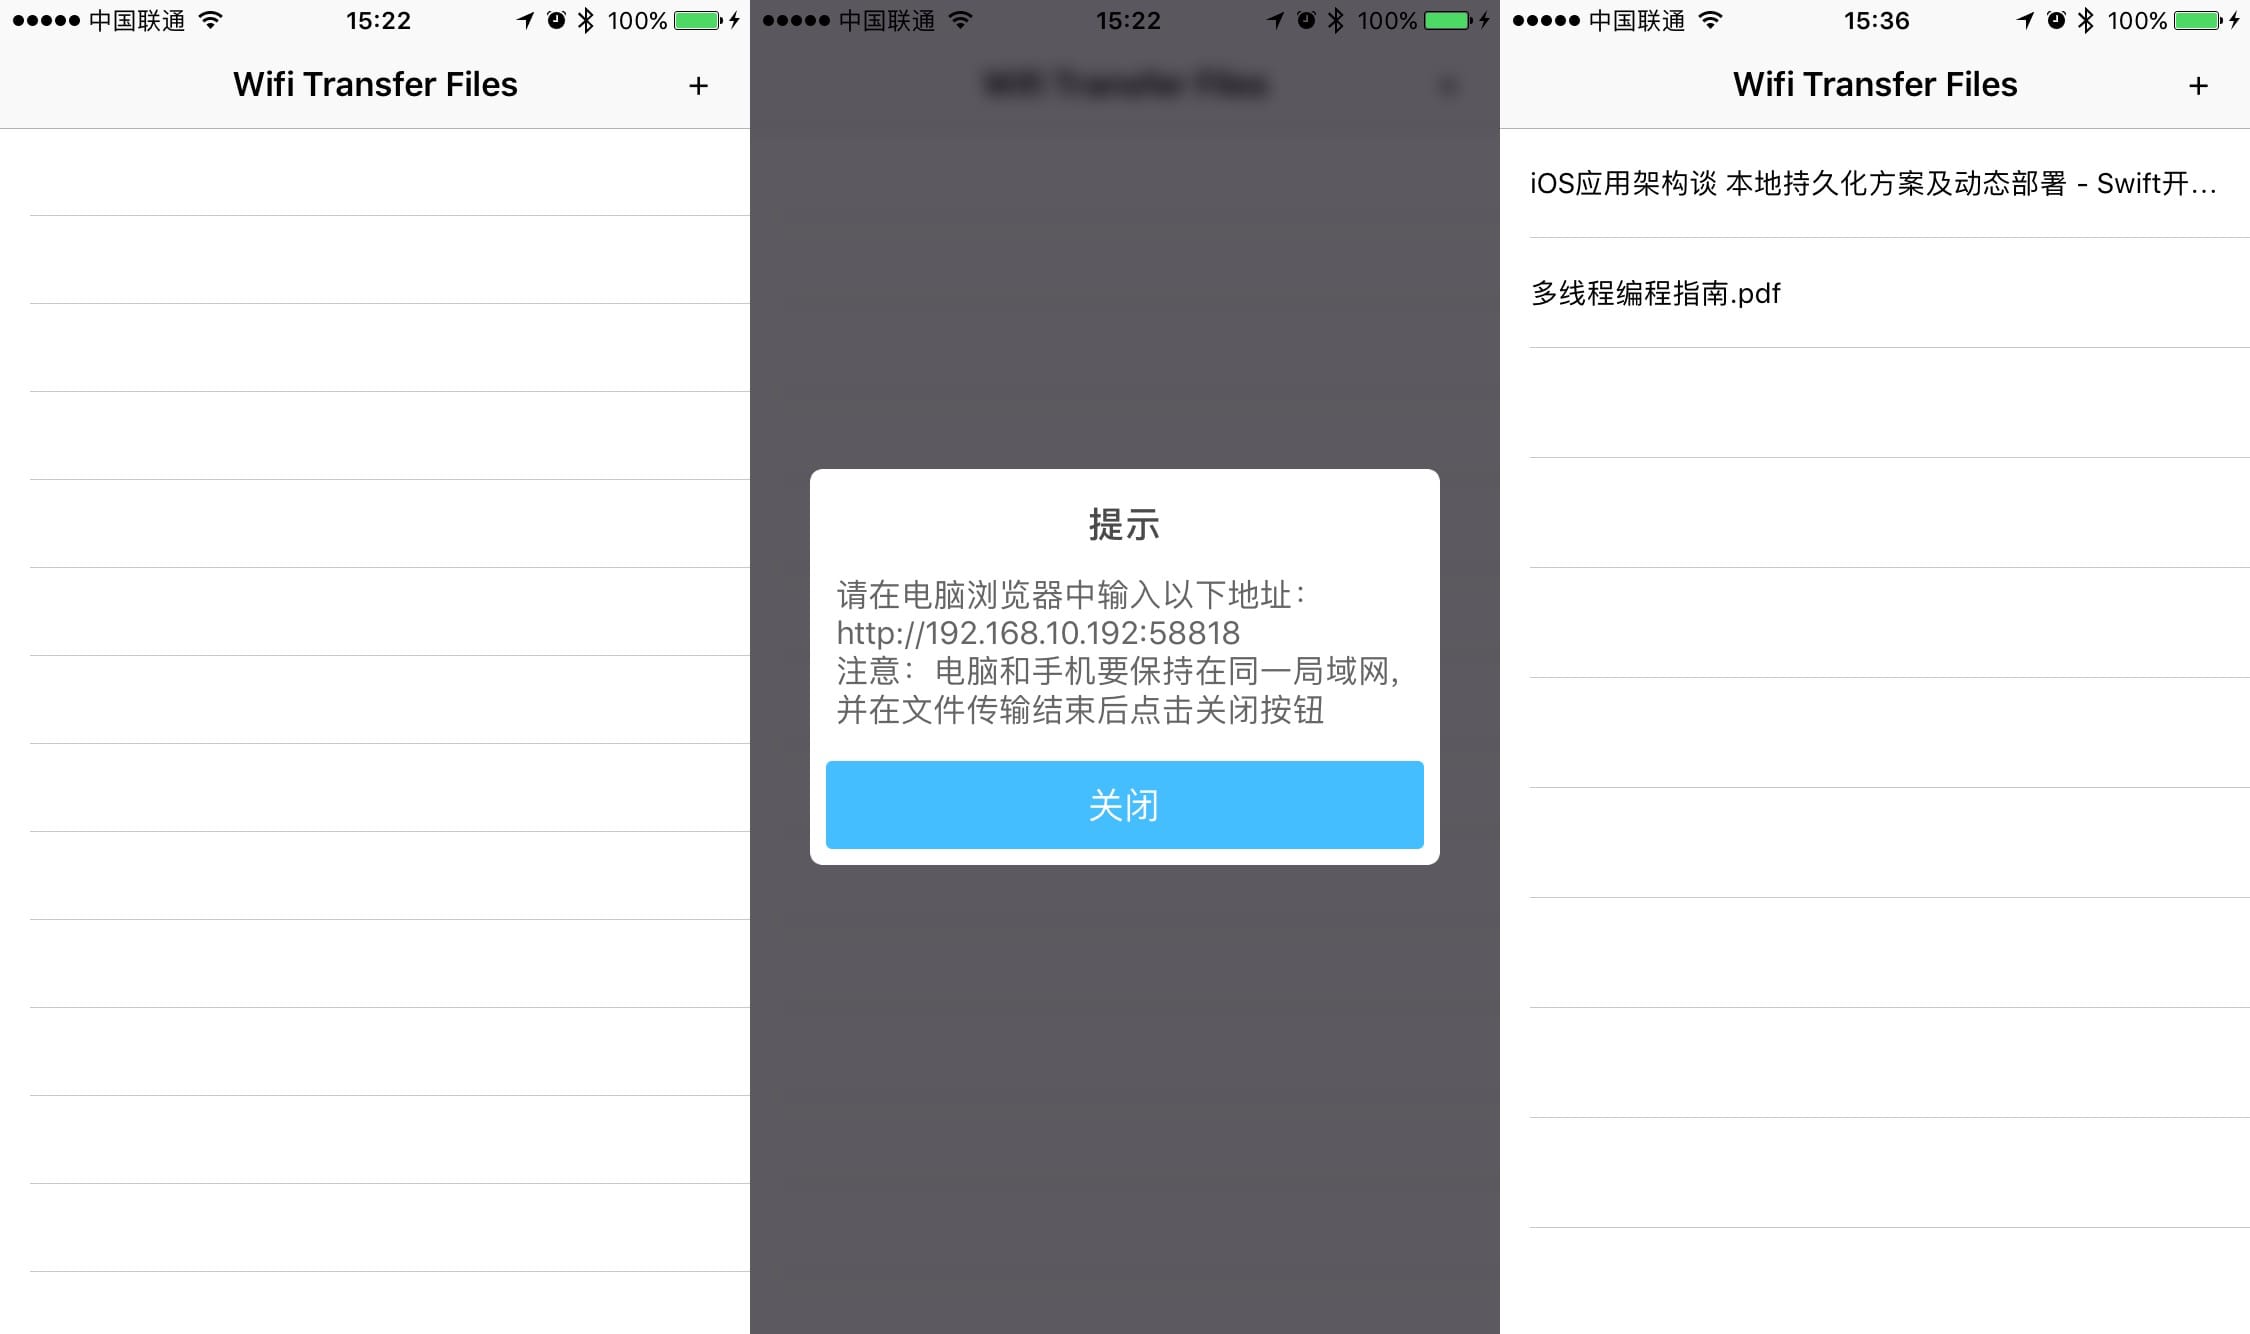 中国联通 15:22 100%
Wifi Transfer Files +
中国联通 15:22 100%
Wifi Transfer Files +
提示
请在电脑浏览器中输入以下地址：
http://192.168.10.192:58818
注意：电脑和手机要保持在同一局域网,
并在文件传输结束后点击关闭按钮
关闭
中国联通 15:36 100%
Wifi Transfer Files +
iOS应用架构谈 本地持久化方案及动态部署 - Swift开...
多线程编程指南.pdf